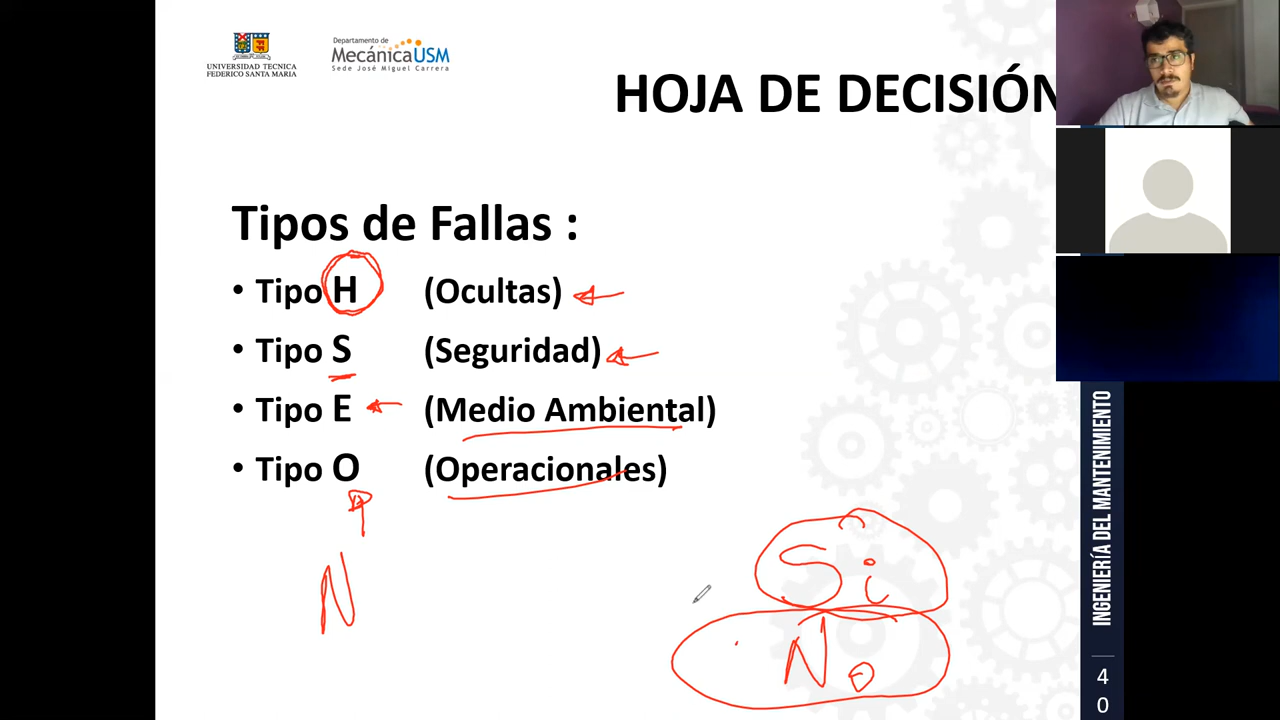 UNIVERSIDAD TECNICA
FEDERICO SANTA MARIA
Departamento de
MecánicaUSM
Sede José Miguel Carrera
HOJA DE DECISIÓN
Tipos de Fallas :
• Tipo H (Ocultas)
• Tipo S (Seguridad)
• Tipo E (Medio Ambiental)
• Tipo O (Operacionales)
N
Si
No
INGENIERÍA DEL MANTENIMIENTO
4
0